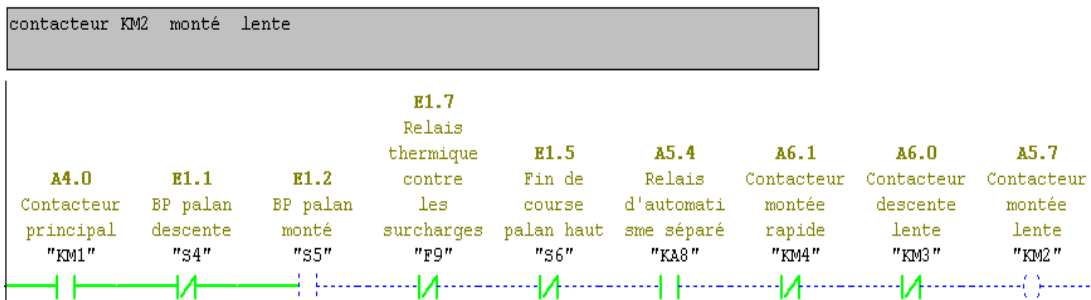 contacteur KM2 monté lente
E1.7
Relais
thermique
contre
les
surcharges
"F9"
A4.0
Contacteur
principal
"KM1"
E1.1
BP palan
descente
"S4"
E1.2
BP palan
monté
"S5"
E1.5
Fin de
course
palan haut
"S6"
A5.4
Relais
d'automati
sme séparé
"KA8"
A6.1
Contacteur
montée
rapide
"KM4"
A6.0
Contacteur
descente
lente
"KM3"
A5.7
Contacteur
montée
lente
"KM2"